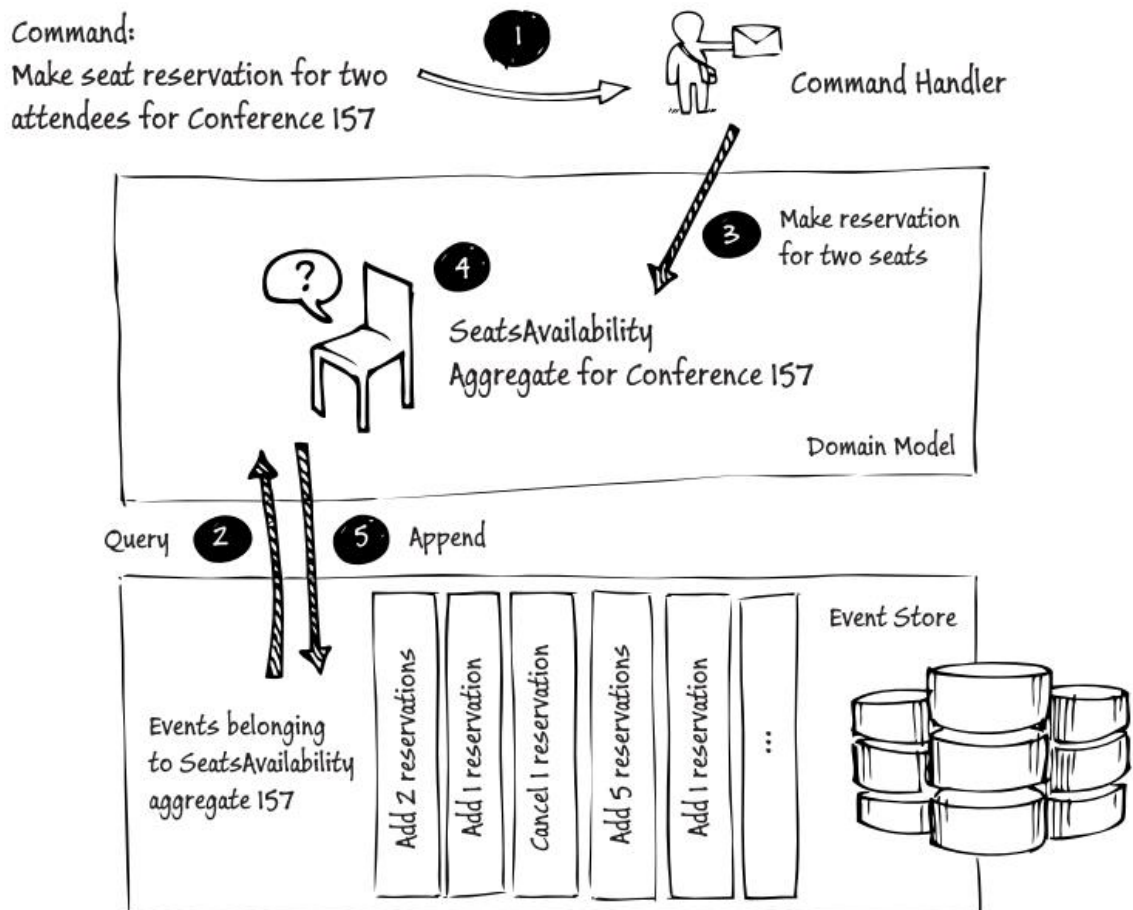 Command:
Make seat reservation for two
attendees for Conference 157
1
Command Handler
3
Make reservation
for two seats
?
4
SeatsAvailability
Aggregate for Conference 157
Domain Model
Query
2
5
Append
Event Store
Events belonging
to SeatsAvailability
aggregate 157
Add 2 reservations
Add 1 reservation
Cancel 1 reservation
Add 5 reservations
Add 1 reservation
...